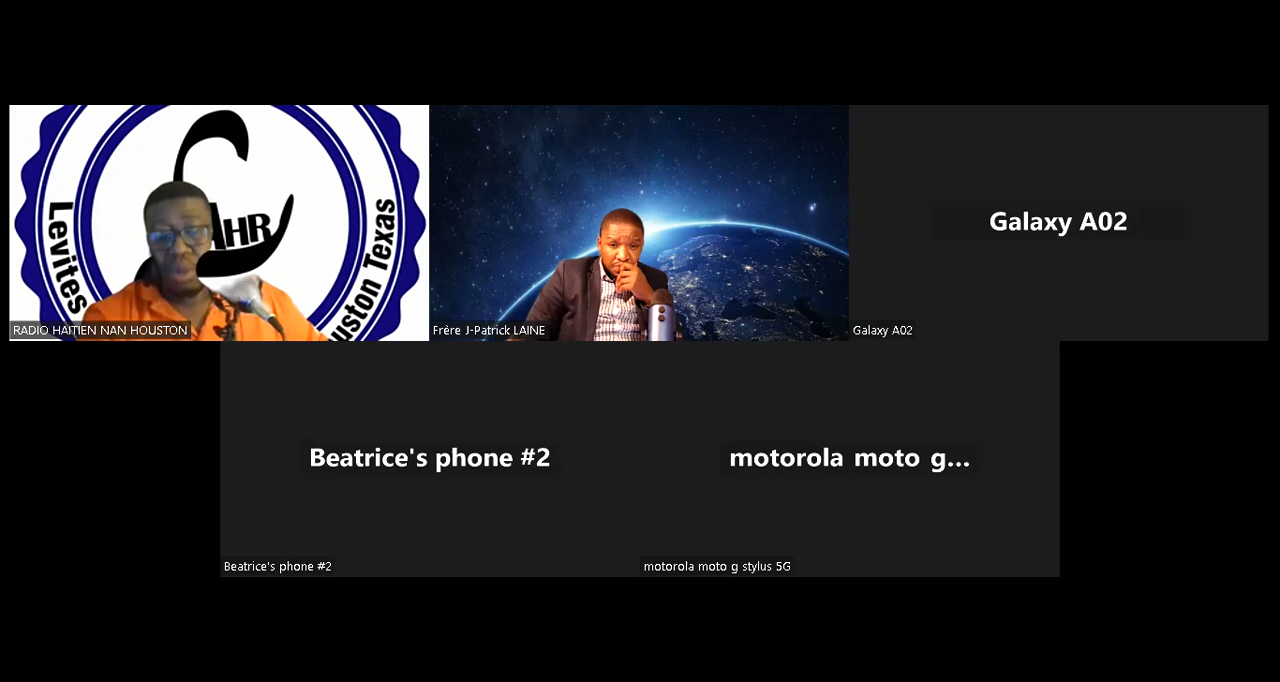 Levites
AHR
uston Texas
RADIO HAITIEN NAN HOUSTON
Frère J-Patrick LAINE
Galaxy A02
Galaxy A02
Beatrice's phone #2
motorola moto g...
Beatrice's phone #2
motorola moto g stylus 5G